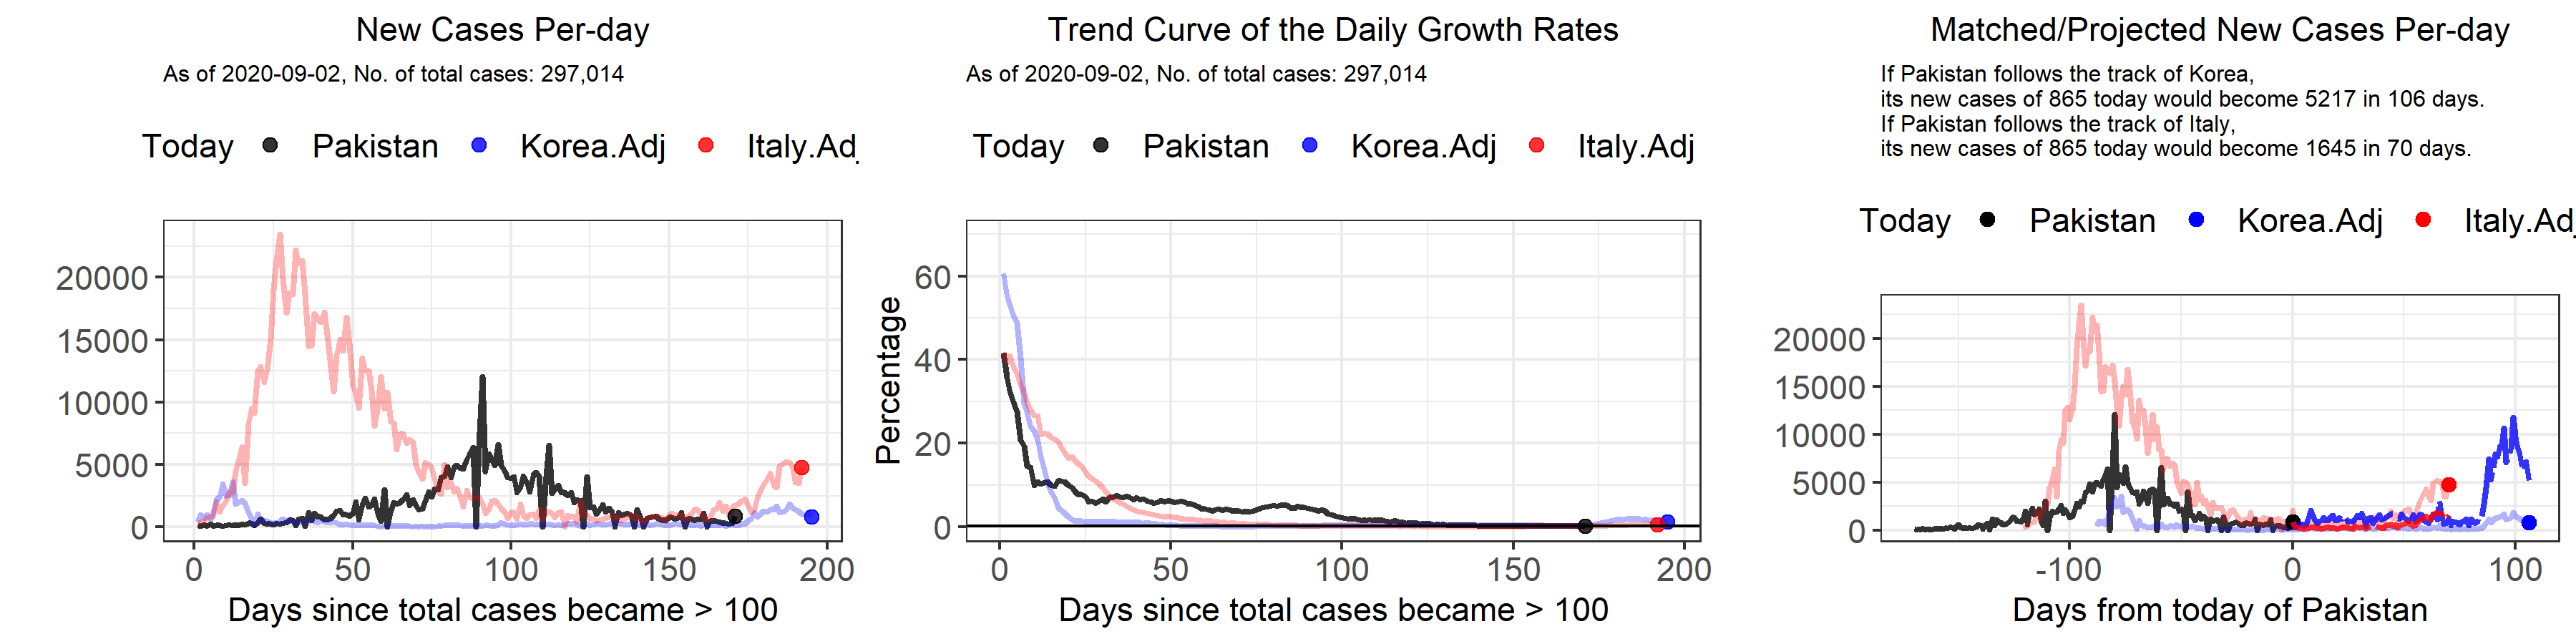 New Cases Per-day
As of 2020-09-02, No. of total cases: 297,014
Today Pakistan Korea.Adj Italy.Ad
20000
15000
10000
5000
0
0 50 100 150 200
Days since total cases became > 100
Trend Curve of the Daily Growth Rates
As of 2020-09-02, No. of total cases: 297,014
Today Pakistan Korea.Adj Italy.Adj
Percentage
60
40
20
0
0 50 100 150 200
Days since total cases became > 100
Matched/Projected New Cases Per-day
If Pakistan follows the track of Korea,
its new cases of 865 today would become 5217 in 106 days.
If Pakistan follows the track of Italy,
its new cases of 865 today would become 1645 in 70 days.
Today Pakistan Korea.Adj Italy.Adj
20000
15000
10000
5000
0
-100 0 100
Days from today of Pakistan